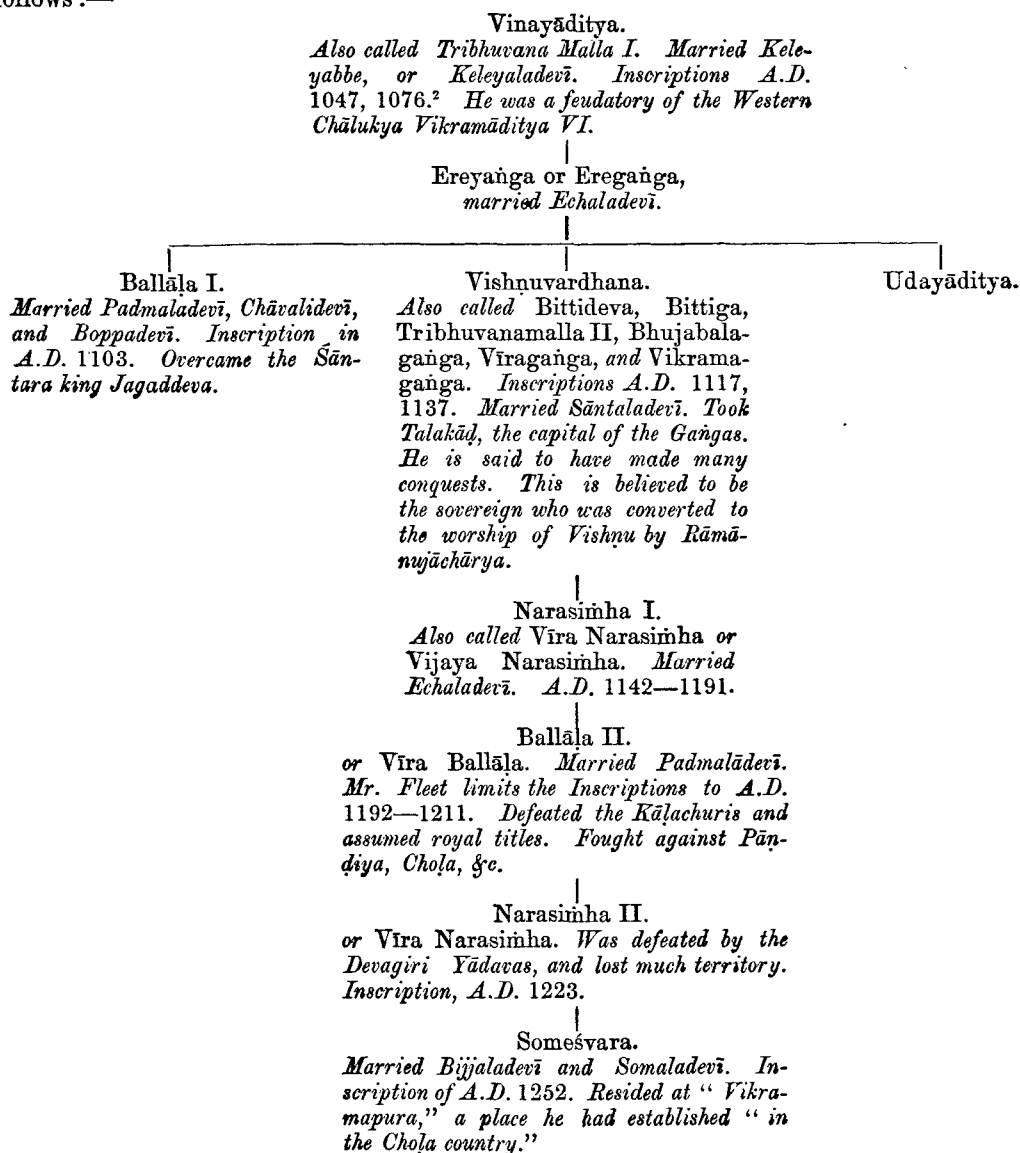 follows :—
Vinayāditya.
Also called Tribhuvana Malla I. Married Kele-
yabbe, or Keleyaladevī. Inscriptions A.D.
1047, 1076.² He was a feudatory of the Western
Chālukya Vikramāditya VI.
Ereyaṅga or Eregaṅga,
married Echaladevī.
Ballāḷa I.
Married Padmaladevī, Chāvalidevī,
and Boppadevī. Inscription in
A.D. 1103. Overcame the Śān-
tara king Jagaddeva.
Vishṇuvardhana.
Also called Bittideva, Bittiga,
Tribhuvanamalla II, Bhujabala-
gaṅga, Vīragaṅga, and Vikrama-
gaṅga. Inscriptions A.D. 1117,
1137. Married Sāntaladevī. Took
Talakāḍ, the capital of the Gaṅgas.
He is said to have made many
conquests. This is believed to be
the sovereign who was converted to
the worship of Vishṇu by Rāmā-
nujāchārya.
Udayāditya.
Narasiṁha I.
Also called Vīra Narasiṁha or
Vijaya Narasiṁha. Married
Echaladevī. A.D. 1142—1191.
Ballāḷa II.
or Vīra Ballāḷa. Married Padmalādevī.
Mr. Fleet limits the Inscriptions to A.D.
1192—1211. Defeated the Kāḷachuris and
assumed royal titles. Fought against Pāṇ-
ḍiya, Choḷa, &c.
Narasiṁha II.
or Vīra Narasiṁha. Was defeated by the
Devagiri Yādavas, and lost much territory.
Inscription, A.D. 1223.
Someśvara.
Married Bijjaladevī and Somaladevī. In-
scription of A.D. 1252. Resided at “ Vikra-
mapura,” a place he had established “ in
the Choḷa country.”